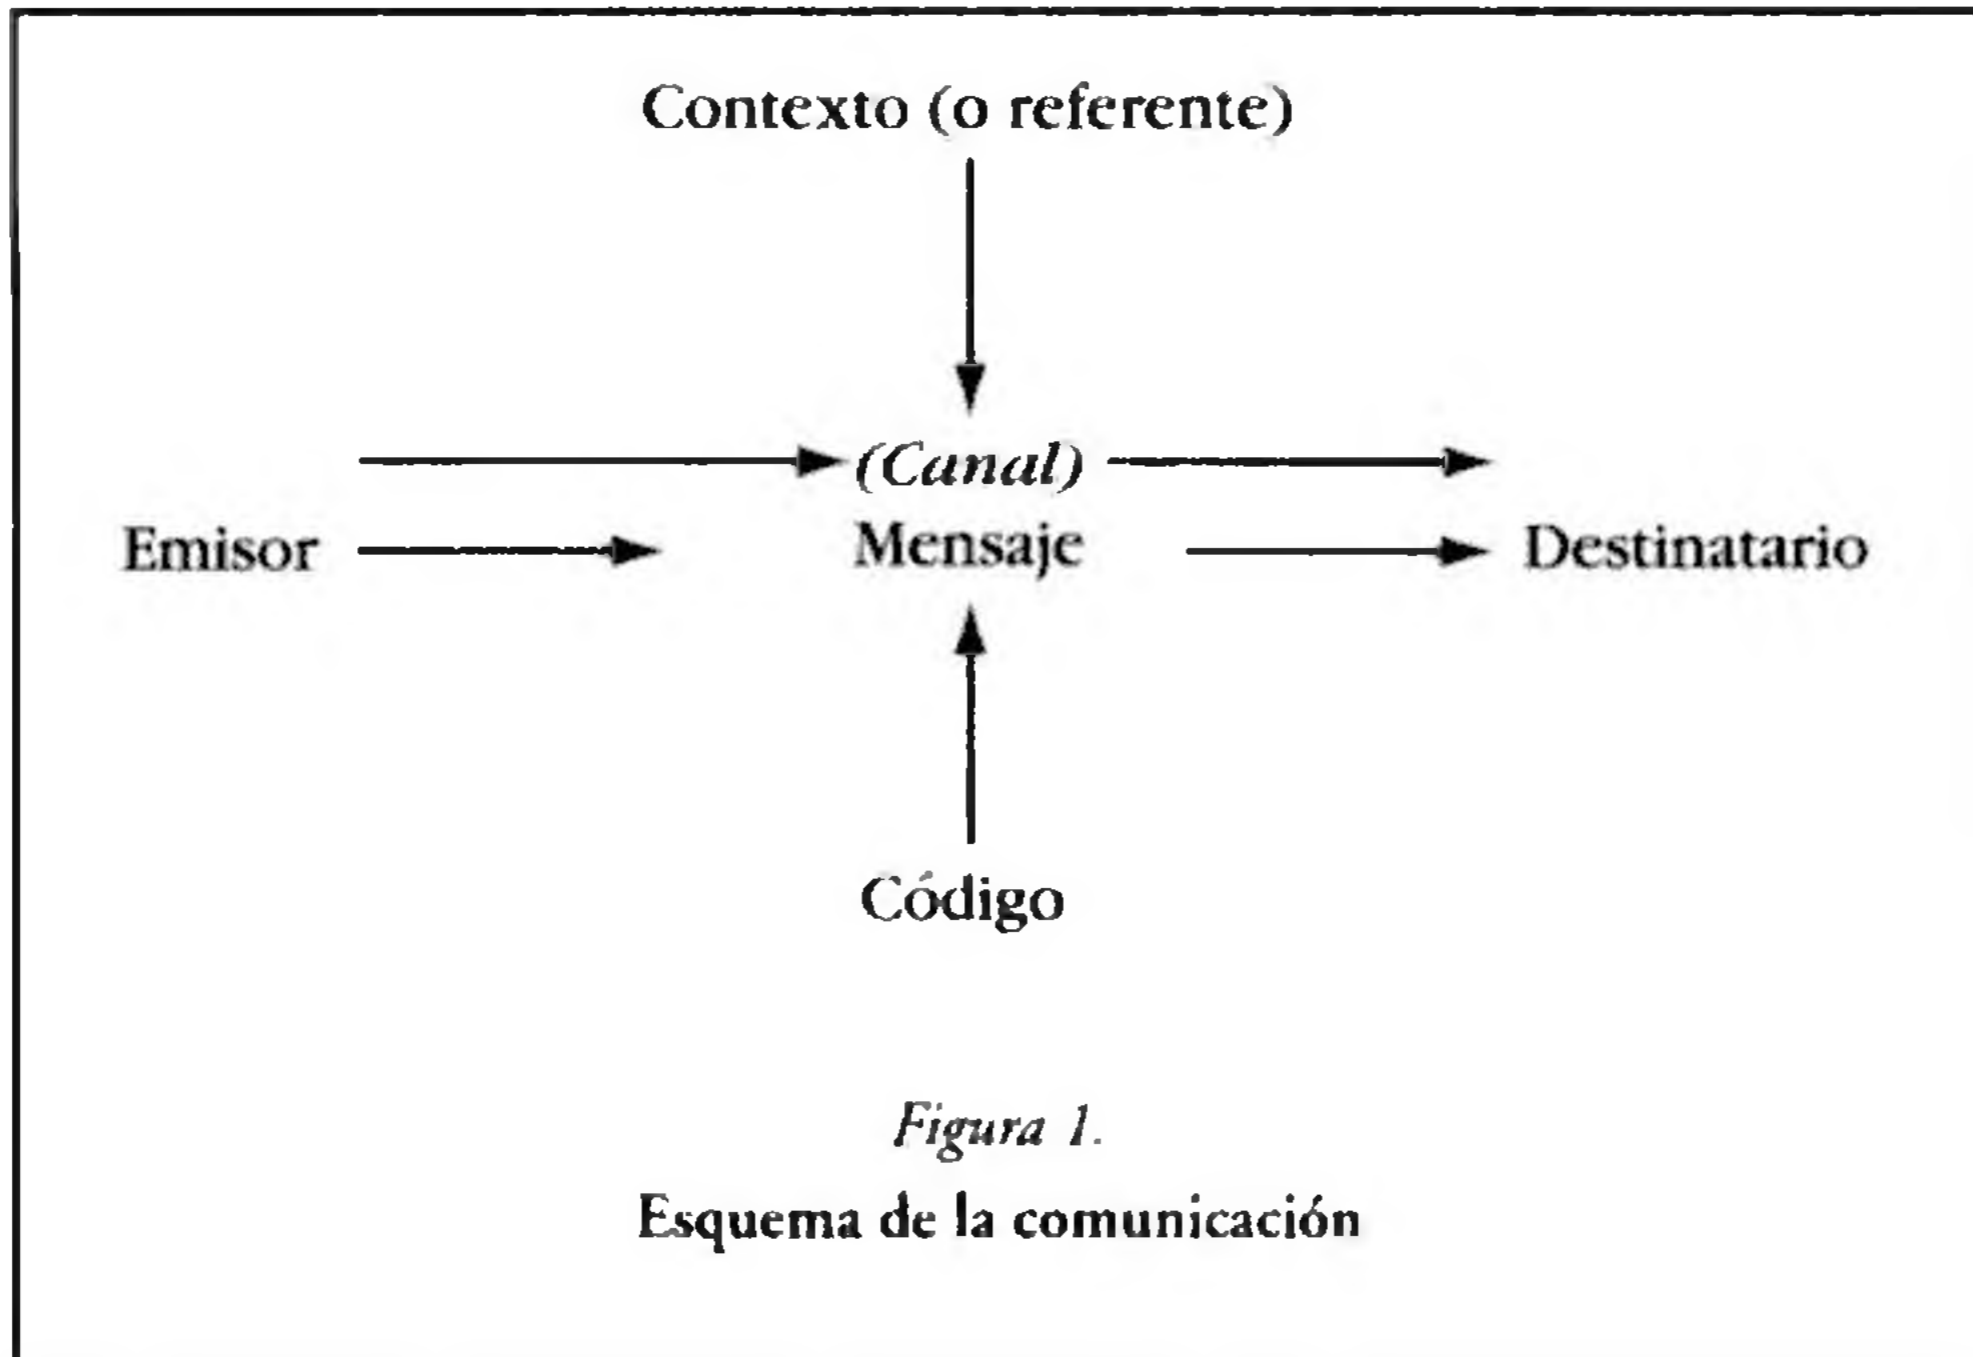 Contexto (o referente)
(Canal)
Emisor Mensaje Destinatario
Código
Figura 1.
Esquema de la comunicación